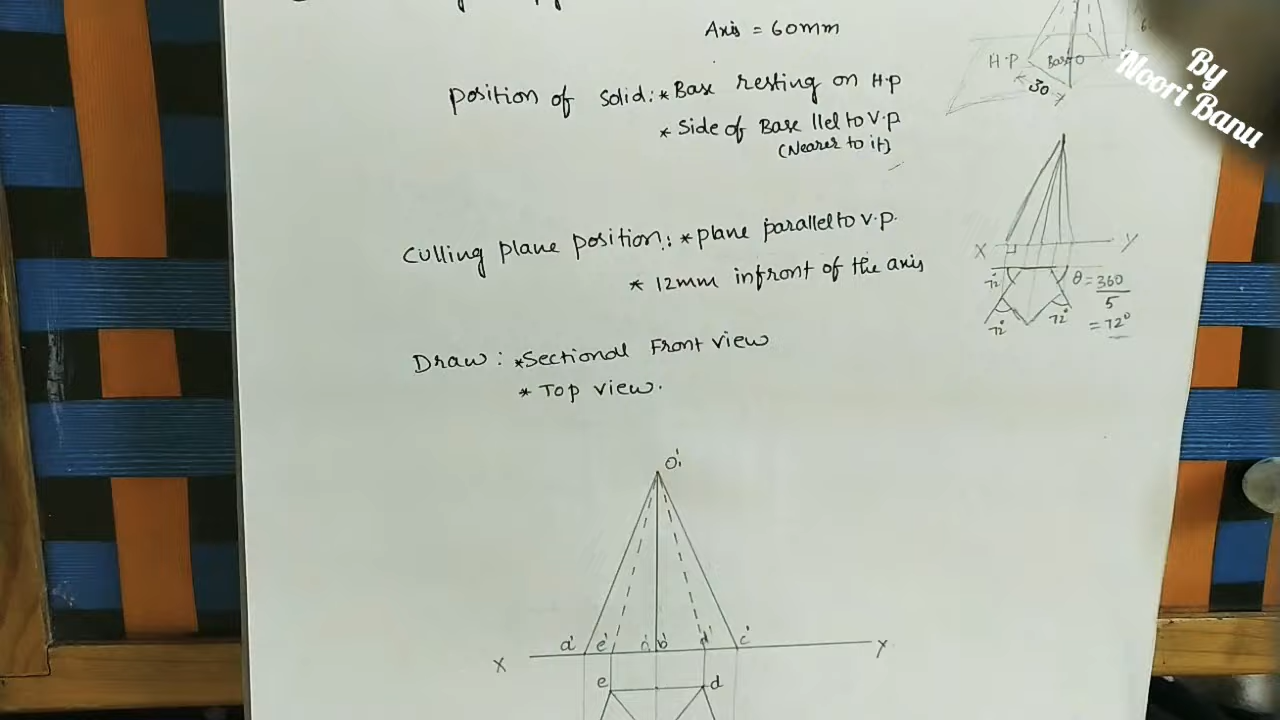 Axis = 60mm
Position of Solid: * Base resting on H.p
* Side of Base llel to V.p
(Nearer to it)
Cutting plane position: * plane parallel to v.p.
* 12mm infront of the axis
Draw: * Sectional Front view
* Top view.
H.P
Base
30
By
Noori Banu
X
Y
72°
72°
72°
θ = 360
5
= 72°
O'
X
a'
e'
b'
d'
c'
Y
e
d